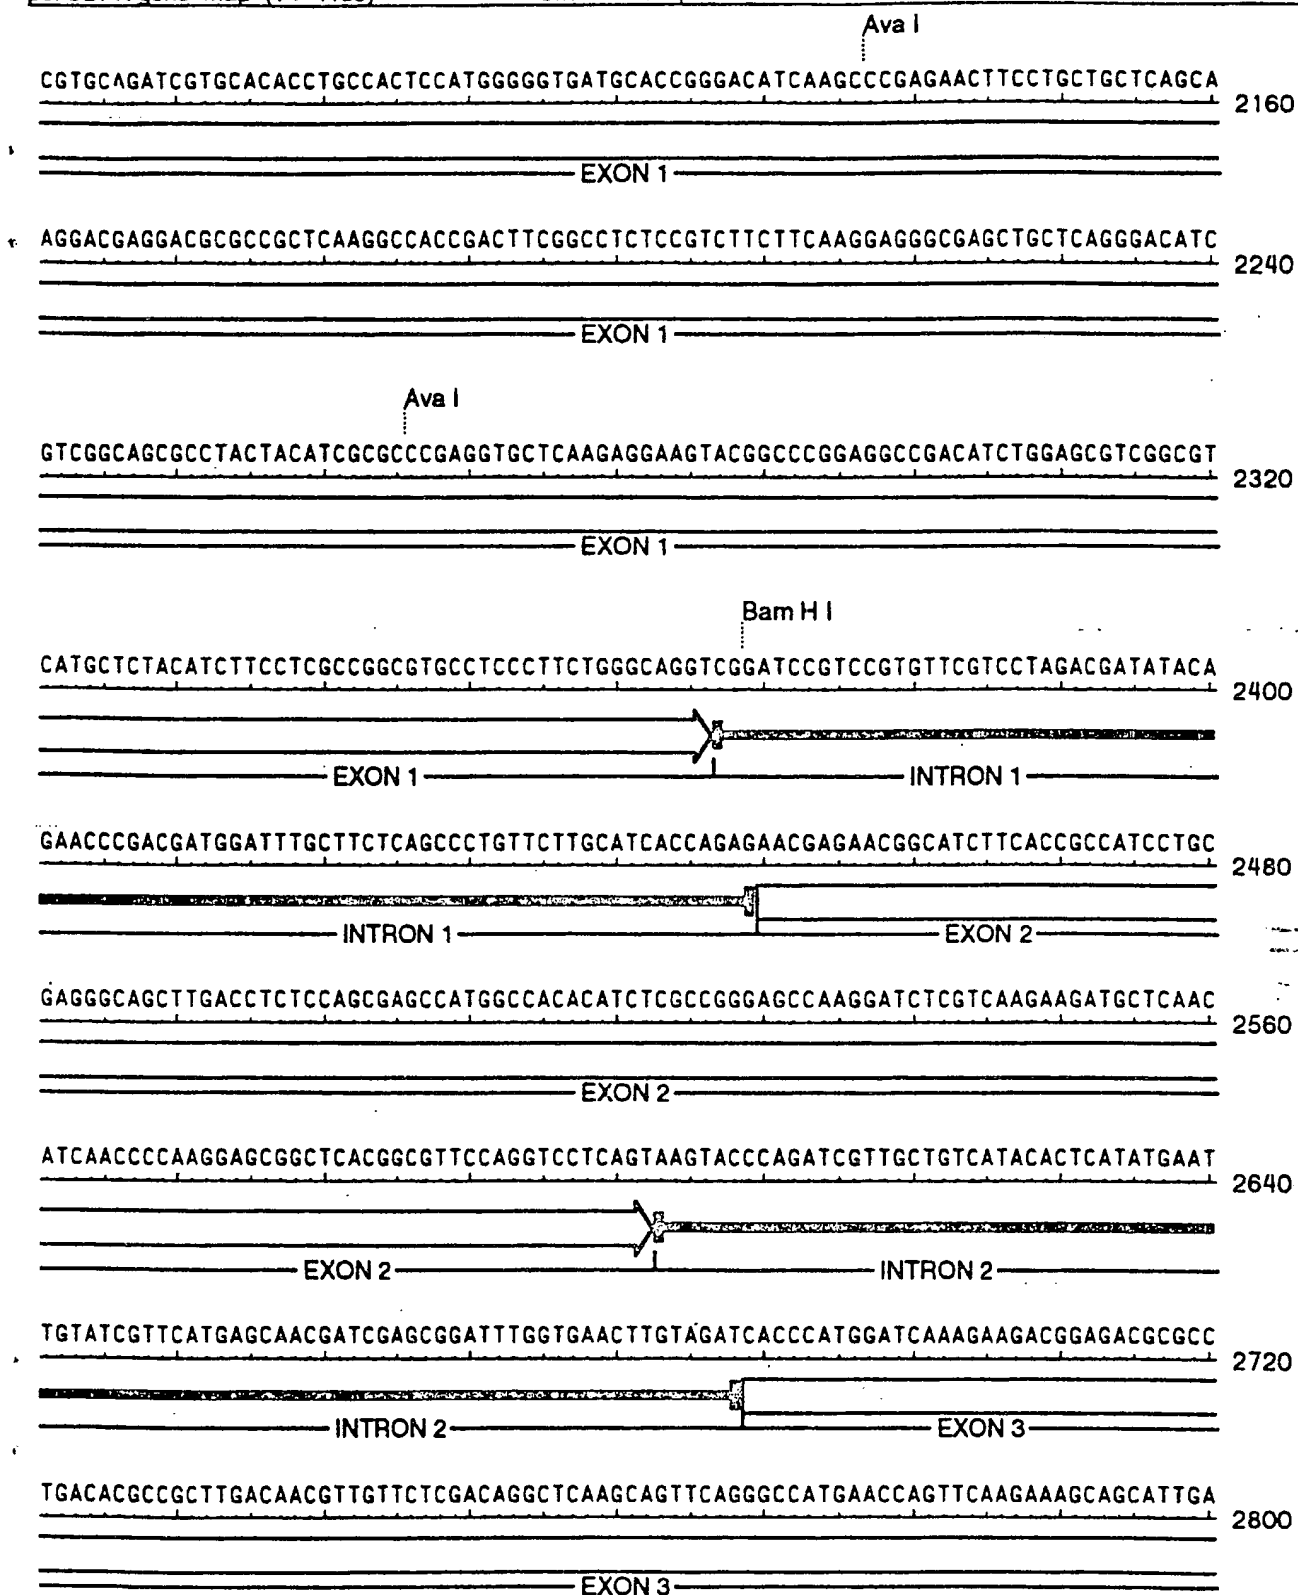 Ava I
CGTGCAGATCGTGCACACCTGCCACTCCATGGGGGTGATGCACCGGGACATCAAGCCCGAGAACTTCCTGCTGCTCAGCA
2160
EXON 1
AGGACGAGGACGCGCCGCTCAAGGCCACCGACTTCGGCCTCTCCGTCTTCTTCAAGGAGGGCGAGCTGCTCAGGGACATC
2240
EXON 1
Ava I
GTCGGCAGCGCCTACTACATCGCGCCCGAGGTGCTCAAGAGGAAGTACGGCCCGGAGGCCGACATCTGGAGCGTCGGCGT
2320
EXON 1
Bam H I
CATGCTCTACATCTTCCTCGCCGGCGTGCCTCCCTTCTGGGCAGGTCGGATCCGTCCGTGTTCGTCCTAGACGATATACA
2400
EXON 1 INTRON 1
GAACCCGACGATGGATTTGCTTCTCAGCCCTGTTCTTGCATCACCAGAGAACGAGAACGGCATCTTCACCGCCATCCTGC
2480
INTRON 1 EXON 2
GAGGGCAGCTTGACCTCTCCAGCGAGCCATGGCCACACATCTCGCCGGGAGCCAAGGATCTCGTCAAGAAGATGCTCAAC
2560
EXON 2
ATCAACCCCAAGGAGCGGCTCACGGCGTTCCAGGTCCTCAGTAAGTACCCAGATCGTTGCTGTCATACACTCATATGAAT
2640
EXON 2 INTRON 2
TGTATCGTTCATGAGCAACGATCGAGCGGATTTGGTGAACTTGTAGATCACCCATGGATCAAAGAAGACGGAGACGCGCC
2720
INTRON 2 EXON 3
TGACACGCCGCTTGACAACGTTGTTCTCGACAGGCTCAAGCAGTTCAGGGCCATGAACCAGTTCAAGAAAGCAGCATTGA
2800
EXON 3